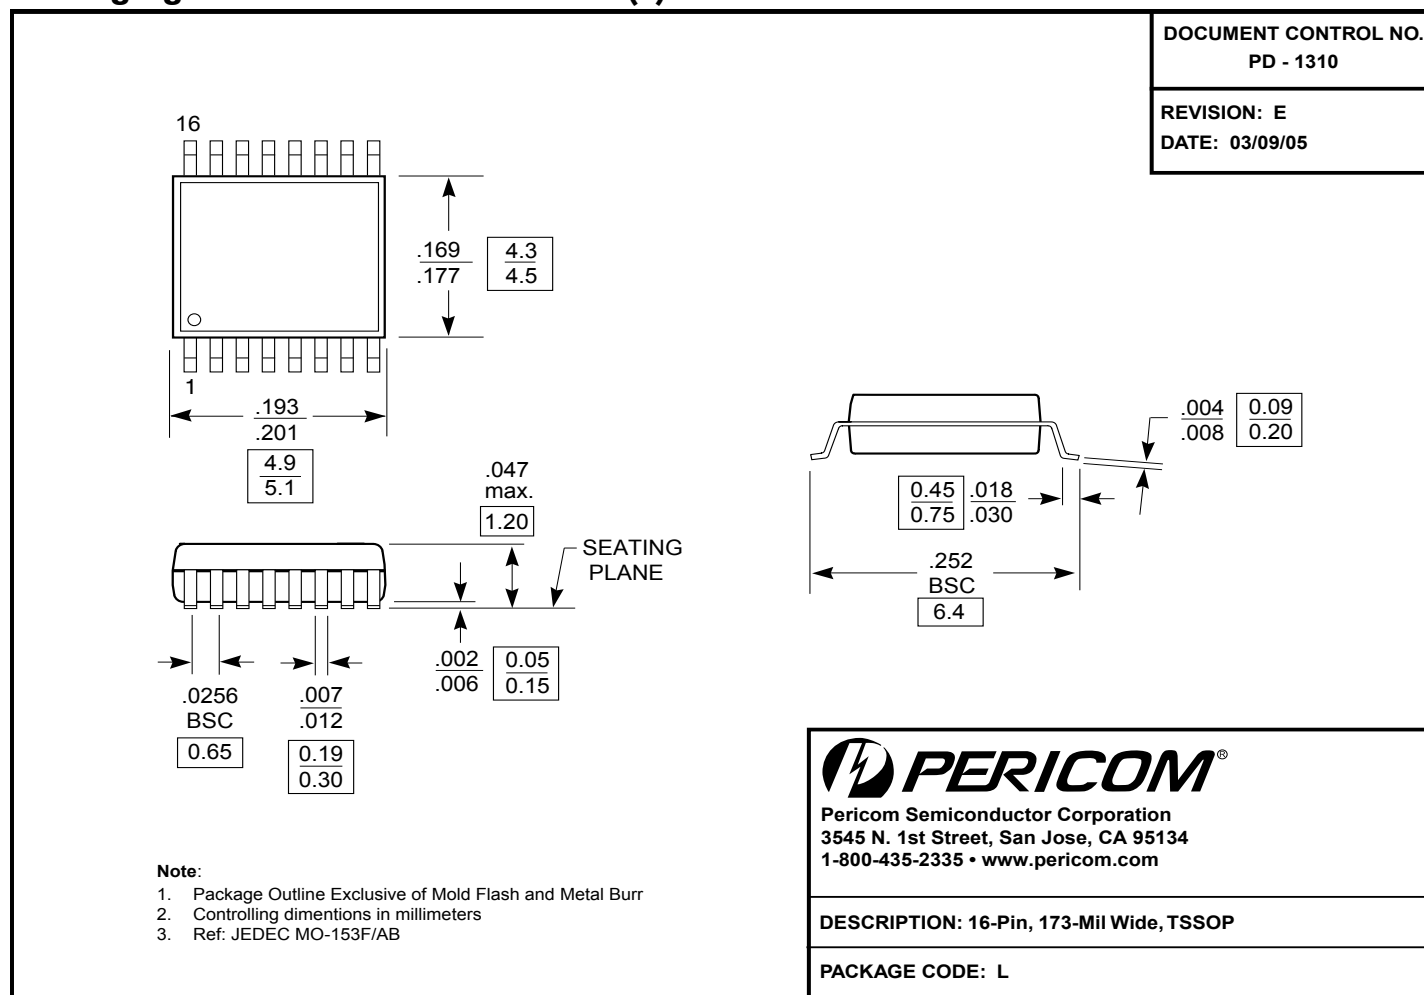 DOCUMENT CONTROL NO.
PD - 1310
REVISION: E
DATE: 03/09/05
16
.169
.177
4.3
4.5
1
.193
.201
4.9
5.1
.047
max.
1.20
SEATING
PLANE
.002
.006
0.05
0.15
.0256
BSC
0.65
.007
.012
0.19
0.30
.004
.008
0.09
0.20
0.45
0.75
.018
.030
.252
BSC
6.4
Note:
1. Package Outline Exclusive of Mold Flash and Metal Burr
2. Controlling dimentions in millimeters
3. Ref: JEDEC MO-153F/AB
PERICOM®
Pericom Semiconductor Corporation
3545 N. 1st Street, San Jose, CA 95134
1-800-435-2335 • www.pericom.com
DESCRIPTION: 16-Pin, 173-Mil Wide, TSSOP
PACKAGE CODE: L